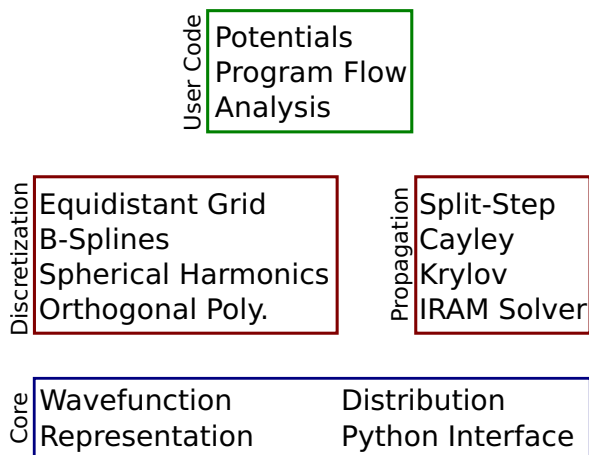 User Code
Potentials
Program Flow
Analysis
Discretization
Equidistant Grid
B-Splines
Spherical Harmonics
Orthogonal Poly.
Propagation
Split-Step
Cayley
Krylov
IRAM Solver
Core
Wavefunction
Representation
Distribution
Python Interface